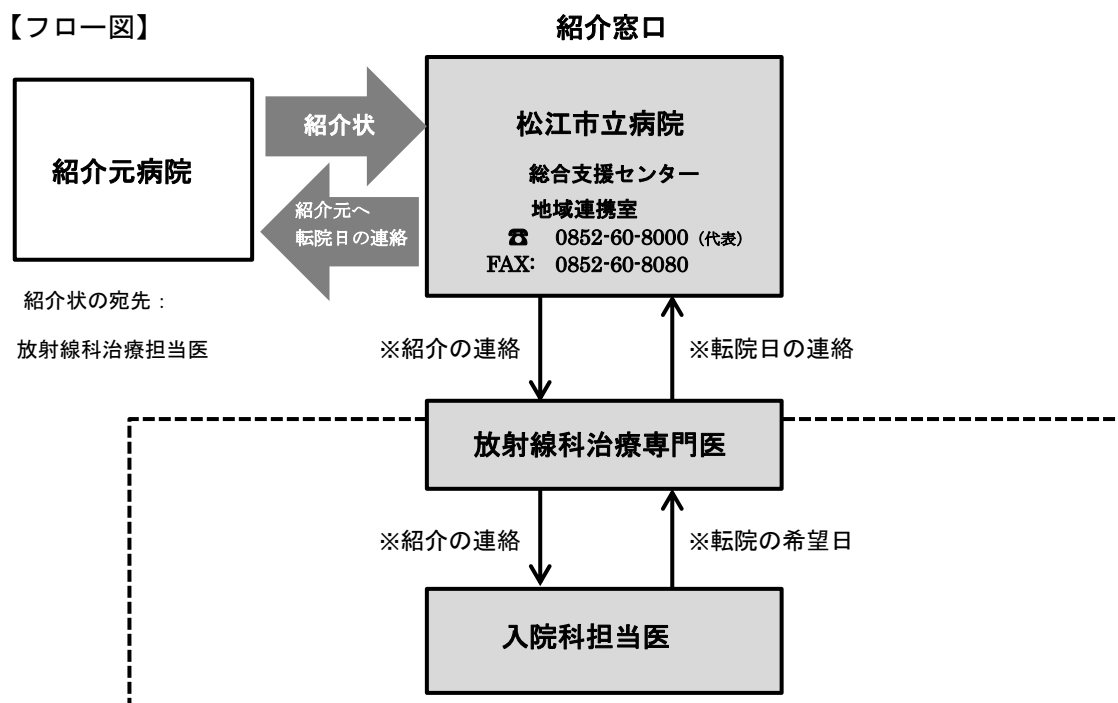 【フロー図】
紹介窓口
紹介元病院
紹介状
紹介元へ
転院日の連絡
松江市立病院
総合支援センター
地域連携室
☎ 0852-60-8000（代表）
FAX: 0852-60-8080
紹介状の宛先：
放射線科治療担当医
※紹介の連絡
※転院日の連絡
放射線科治療専門医
※紹介の連絡
※転院の希望日
入院科担当医